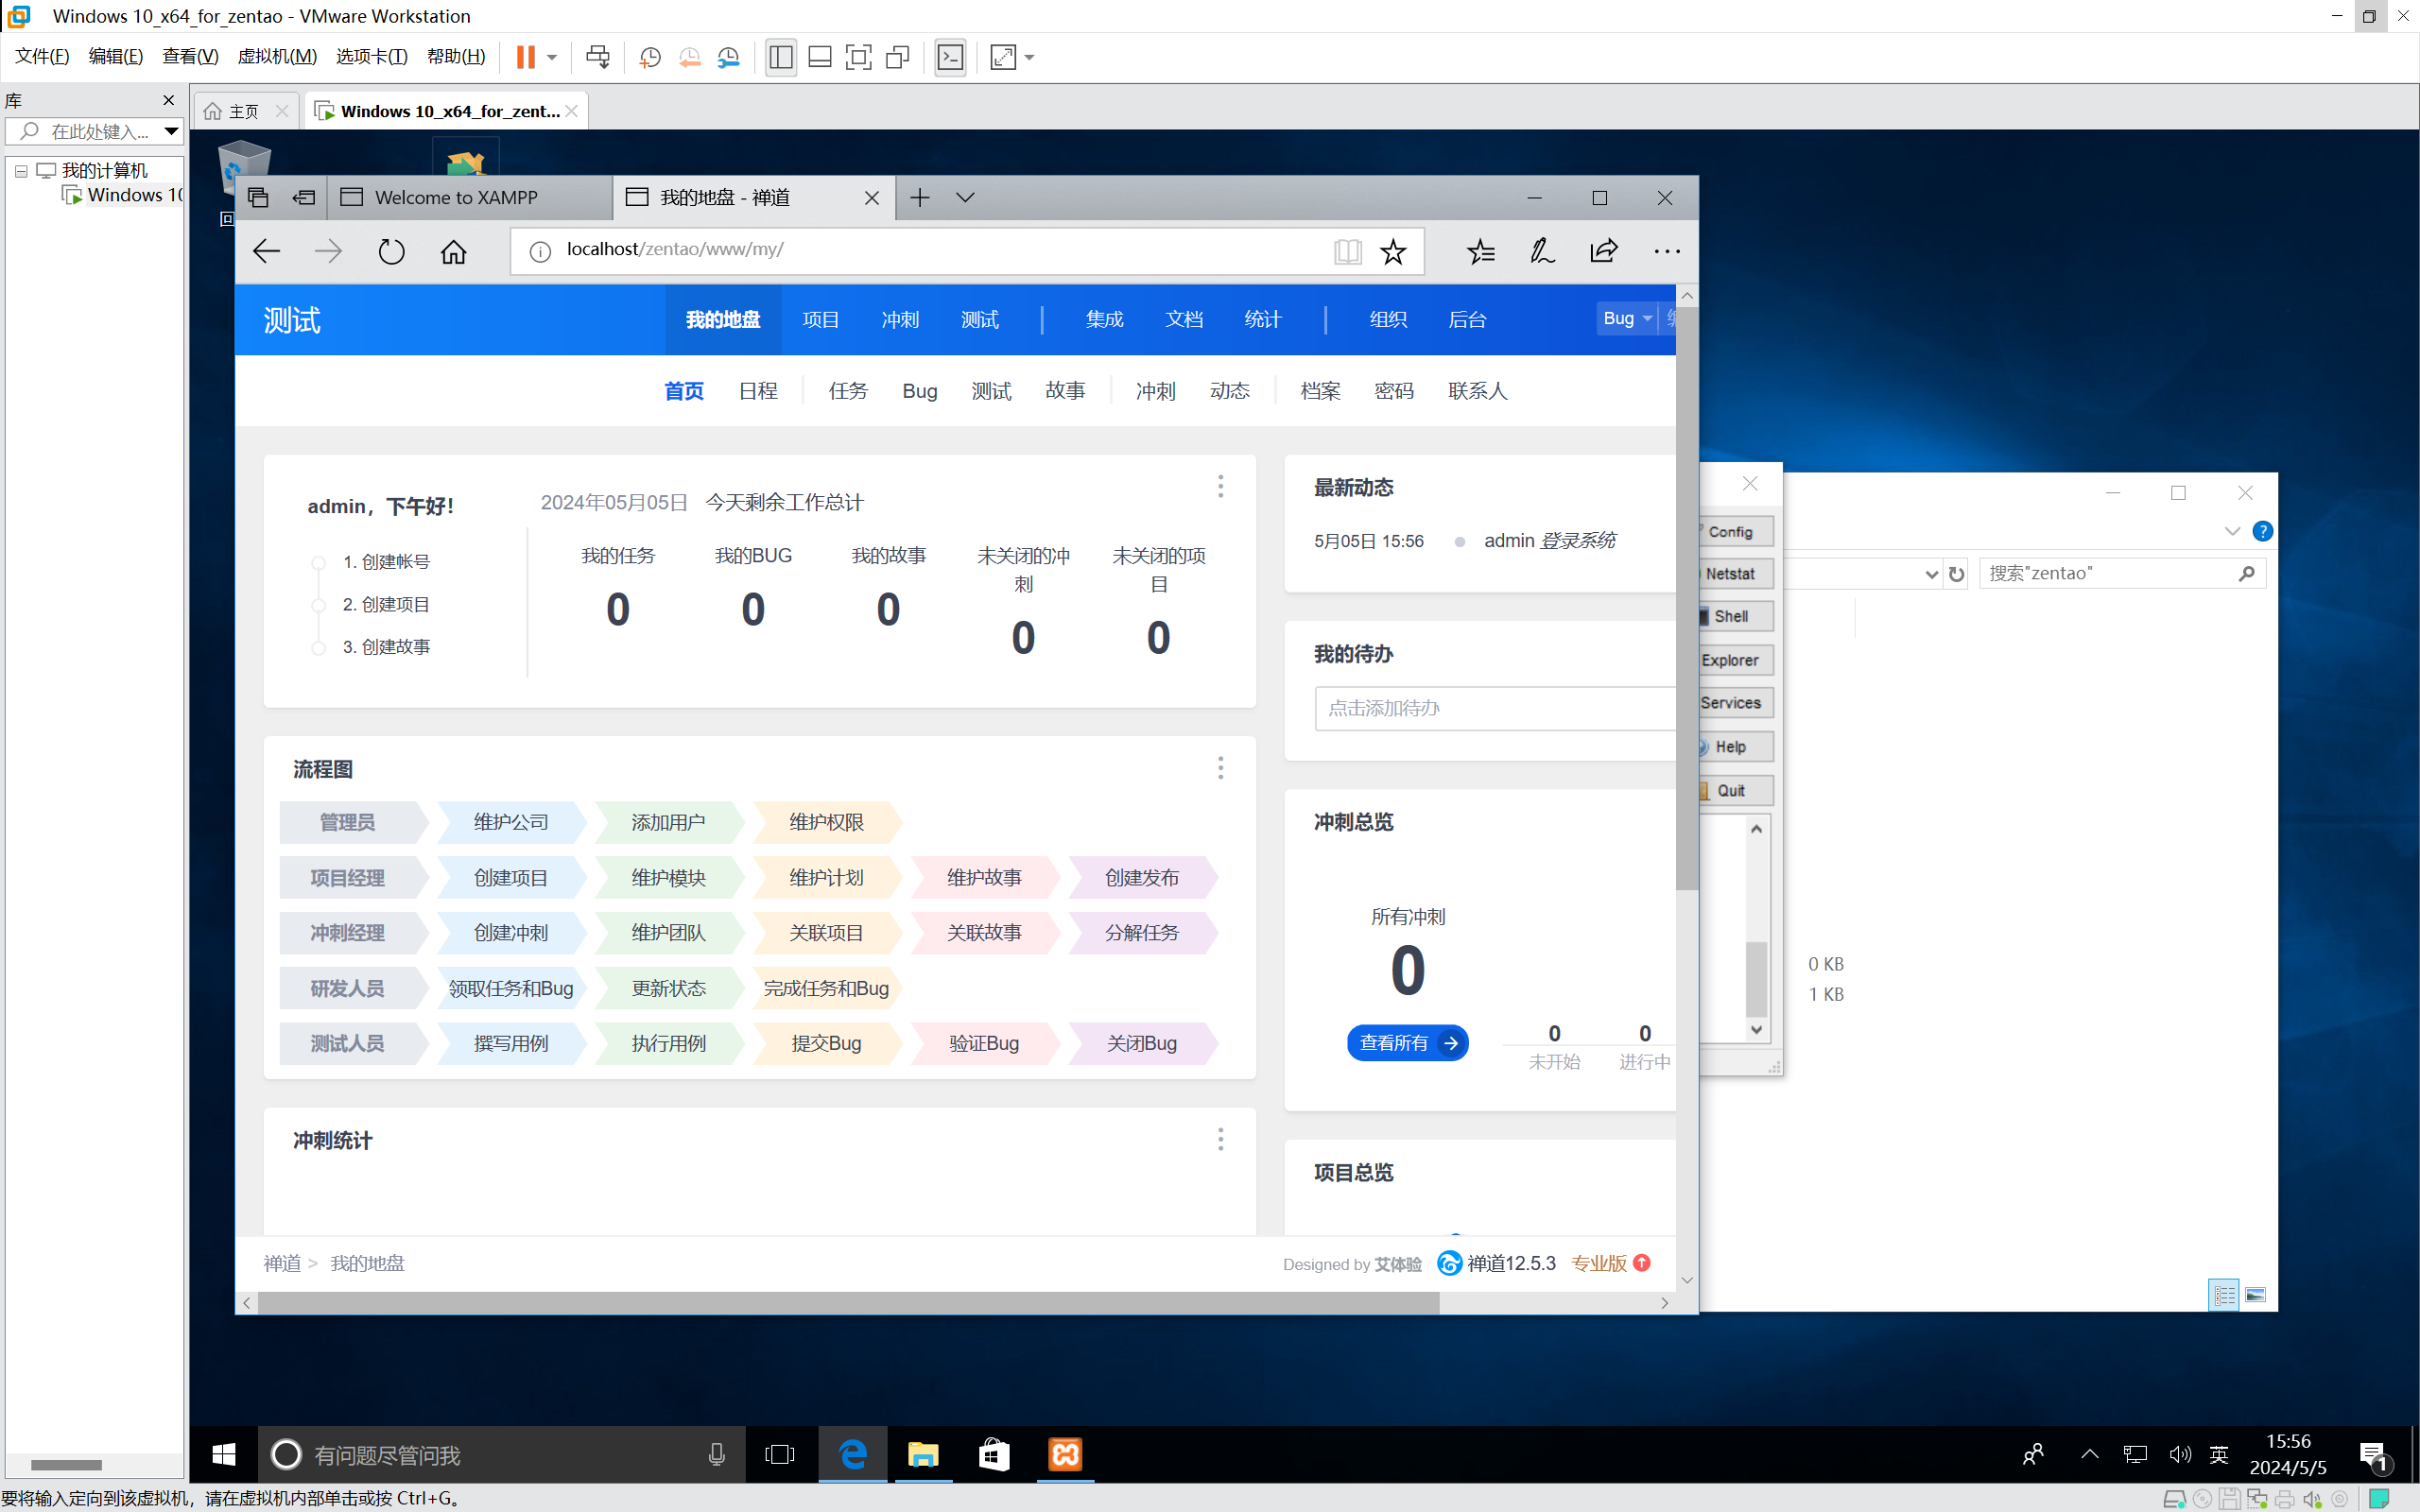 Windows 10_x64_for_zentao - VMware Workstation
文件(F) 编辑(E) 查看(V) 虚拟机(M) 选项卡(T) 帮助(H)
库
在此处键入...
我的计算机
Windows 10
主页
Windows 10_x64_for_zent...
Welcome to XAMPP
我的地盘 - 禅道
localhost/zentao/www/my/
测试
我的地盘 项目 冲刺 测试 集成 文档 统计 组织 后台 Bug
首页 日程 任务 Bug 测试 故事 冲刺 动态 档案 密码 联系人
admin，下午好！
1. 创建帐号
2. 创建项目
3. 创建故事
2024年05月05日 今天剩余工作总计
我的任务 我的BUG 我的故事 未关闭的冲刺 未关闭的项目
0 0 0 0 0
最新动态
5月05日 15:56 admin 登录系统
我的待办
点击添加待办
流程图
管理员 维护公司 添加用户 维护权限
项目经理 创建项目 维护模块 维护计划 维护故事 创建发布
冲刺经理 创建冲刺 维护团队 关联项目 关联故事 分解任务
研发人员 领取任务和Bug 更新状态 完成任务和Bug
测试人员 撰写用例 执行用例 提交Bug 验证Bug 关闭Bug
冲刺总览
所有冲刺
0
查看所有
0 0
未开始 进行中
冲刺统计
项目总览
禅道 > 我的地盘
Designed by 艾体验 禅道12.5.3 专业版
Config
Netstat
Shell
Explorer
Services
Help
Quit
搜索"zentao"
0 KB
1 KB
有问题尽管问我
英
15:56
2024/5/5
1
要将输入定向到该虚拟机，请在虚拟机内部单击或按 Ctrl+G。